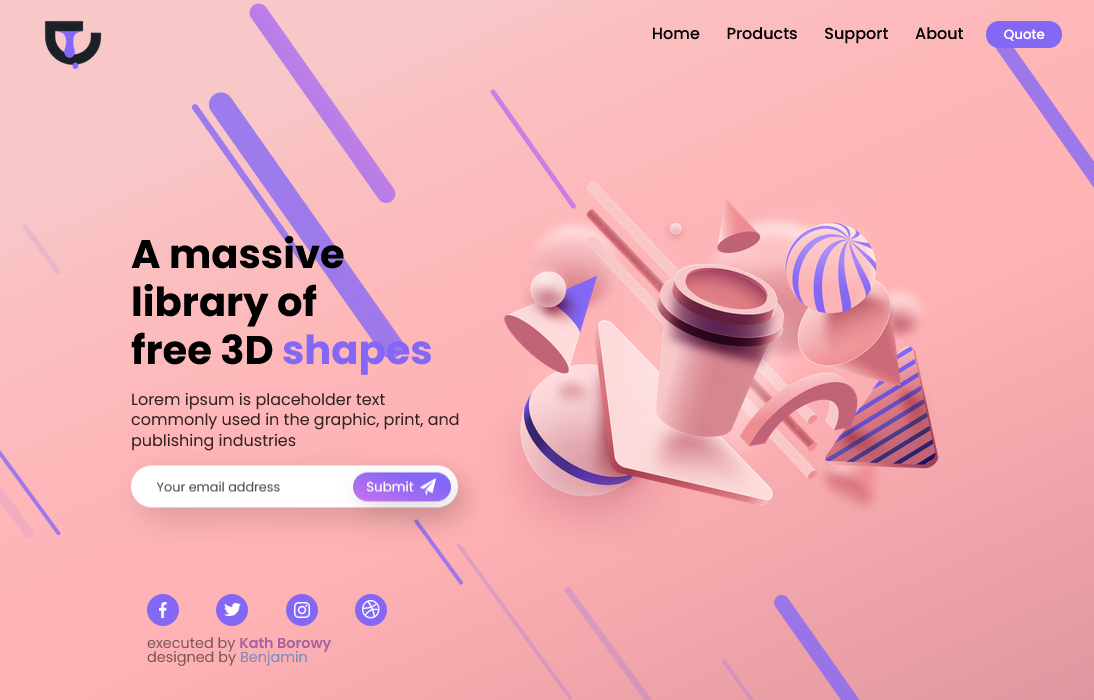 Home Products Support About Quote
A massive
library of
free 3D shapes
Lorem ipsum is placeholder text
commonly used in the graphic, print, and
publishing industries
Your email address Submit
executed by Kath Borowy
designed by Benjamin